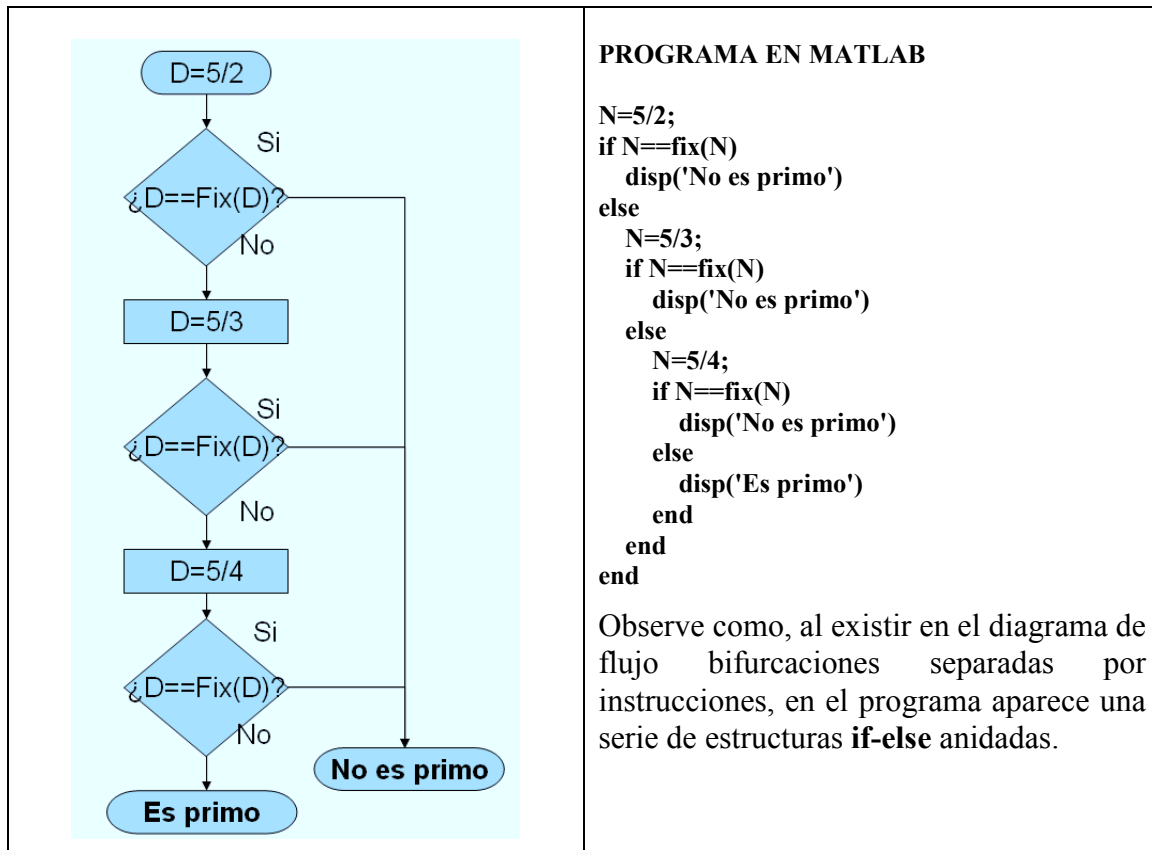 D=5/2
Si
¿D==Fix(D)?
No
D=5/3
Si
¿D==Fix(D)?
No
D=5/4
Si
¿D==Fix(D)?
No
No es primo
Es primo
PROGRAMA EN MATLAB
N=5/2;
if N==fix(N)
disp('No es primo')
else
N=5/3;
if N==fix(N)
disp('No es primo')
else
N=5/4;
if N==fix(N)
disp('No es primo')
else
disp('Es primo')
end
end
end
Observe como, al existir en el diagrama de
flujo bifurcaciones separadas por
instrucciones, en el programa aparece una
serie de estructuras if-else anidadas.